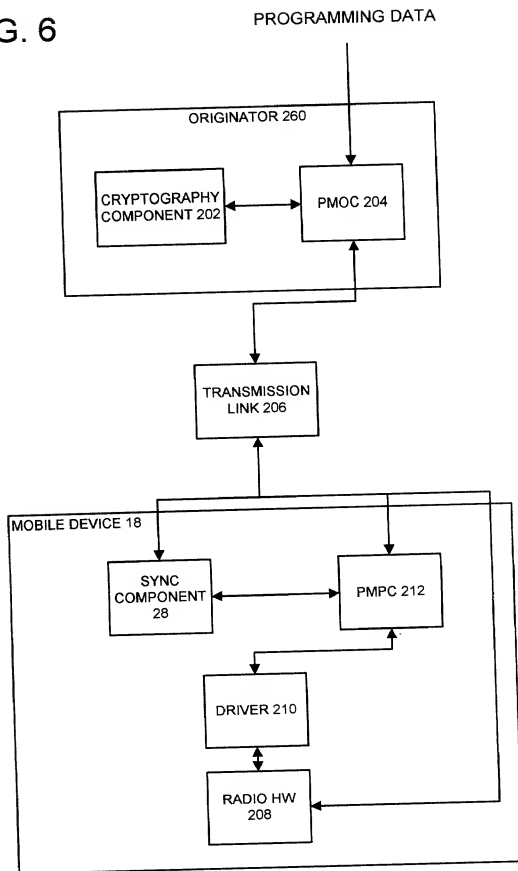 G. 6
PROGRAMMING DATA
ORIGINATOR 260
CRYPTOGRAPHY
COMPONENT 202
PMOC 204
TRANSMISSION
LINK 206
MOBILE DEVICE 18
SYNC
COMPONENT
28
PMPC 212
DRIVER 210
RADIO HW
208